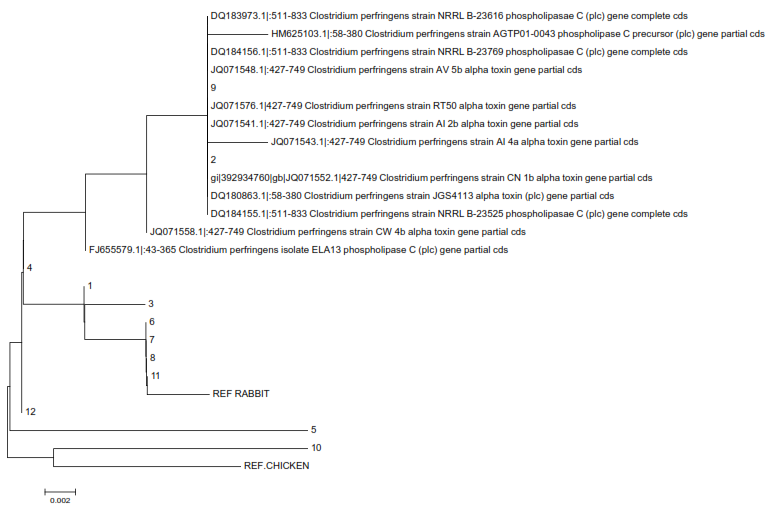 DQ183973.1|:511-833 Clostridium perfringens strain NRRL B-23616 phospholipase C (plc) gene complete cds
HM625103.1|:58-380 Clostridium perfringens strain AGTP01-0043 phospholipase C precursor (plc) gene partial cds
DQ184156.1|:511-833 Clostridium perfringens strain NRRL B-23769 phospholipasae C (plc) gene complete cds
JQ071548.1|:427-749 Clostridium perfringens strain AV 5b alpha toxin gene partial cds
9
JQ071576.1|427-749 Clostridium perfringens strain RT50 alpha toxin gene partial cds
JQ071541.1|:427-749 Clostridium perfringens strain AI 2b alpha toxin gene partial cds
JQ071543.1|:427-749 Clostridium perfringens strain AI 4a alpha toxin gene partial cds
2
gi|392934760|gb|JQ071552.1|427-749 Clostridium perfringens strain CN 1b alpha toxin gene partial cds
DQ180863.1|:58-380 Clostridium perfringens strain JGS4113 alpha toxin (plc) gene partial cds
DQ184155.1|:511-833 Clostridium perfringens strain NRRL B-23525 phospholipasae C (plc) gene complete cds
JQ071558.1|:427-749 Clostridium perfringens strain CW 4b alpha toxin gene partial cds
FJ655579.1|:43-365 Clostridium perfringens isolate ELA13 phospholipase C (plc) gene partial cds
4
1
3
6
7
8
11
REF RABBIT
12
5
10
REF.CHICKEN
0.002